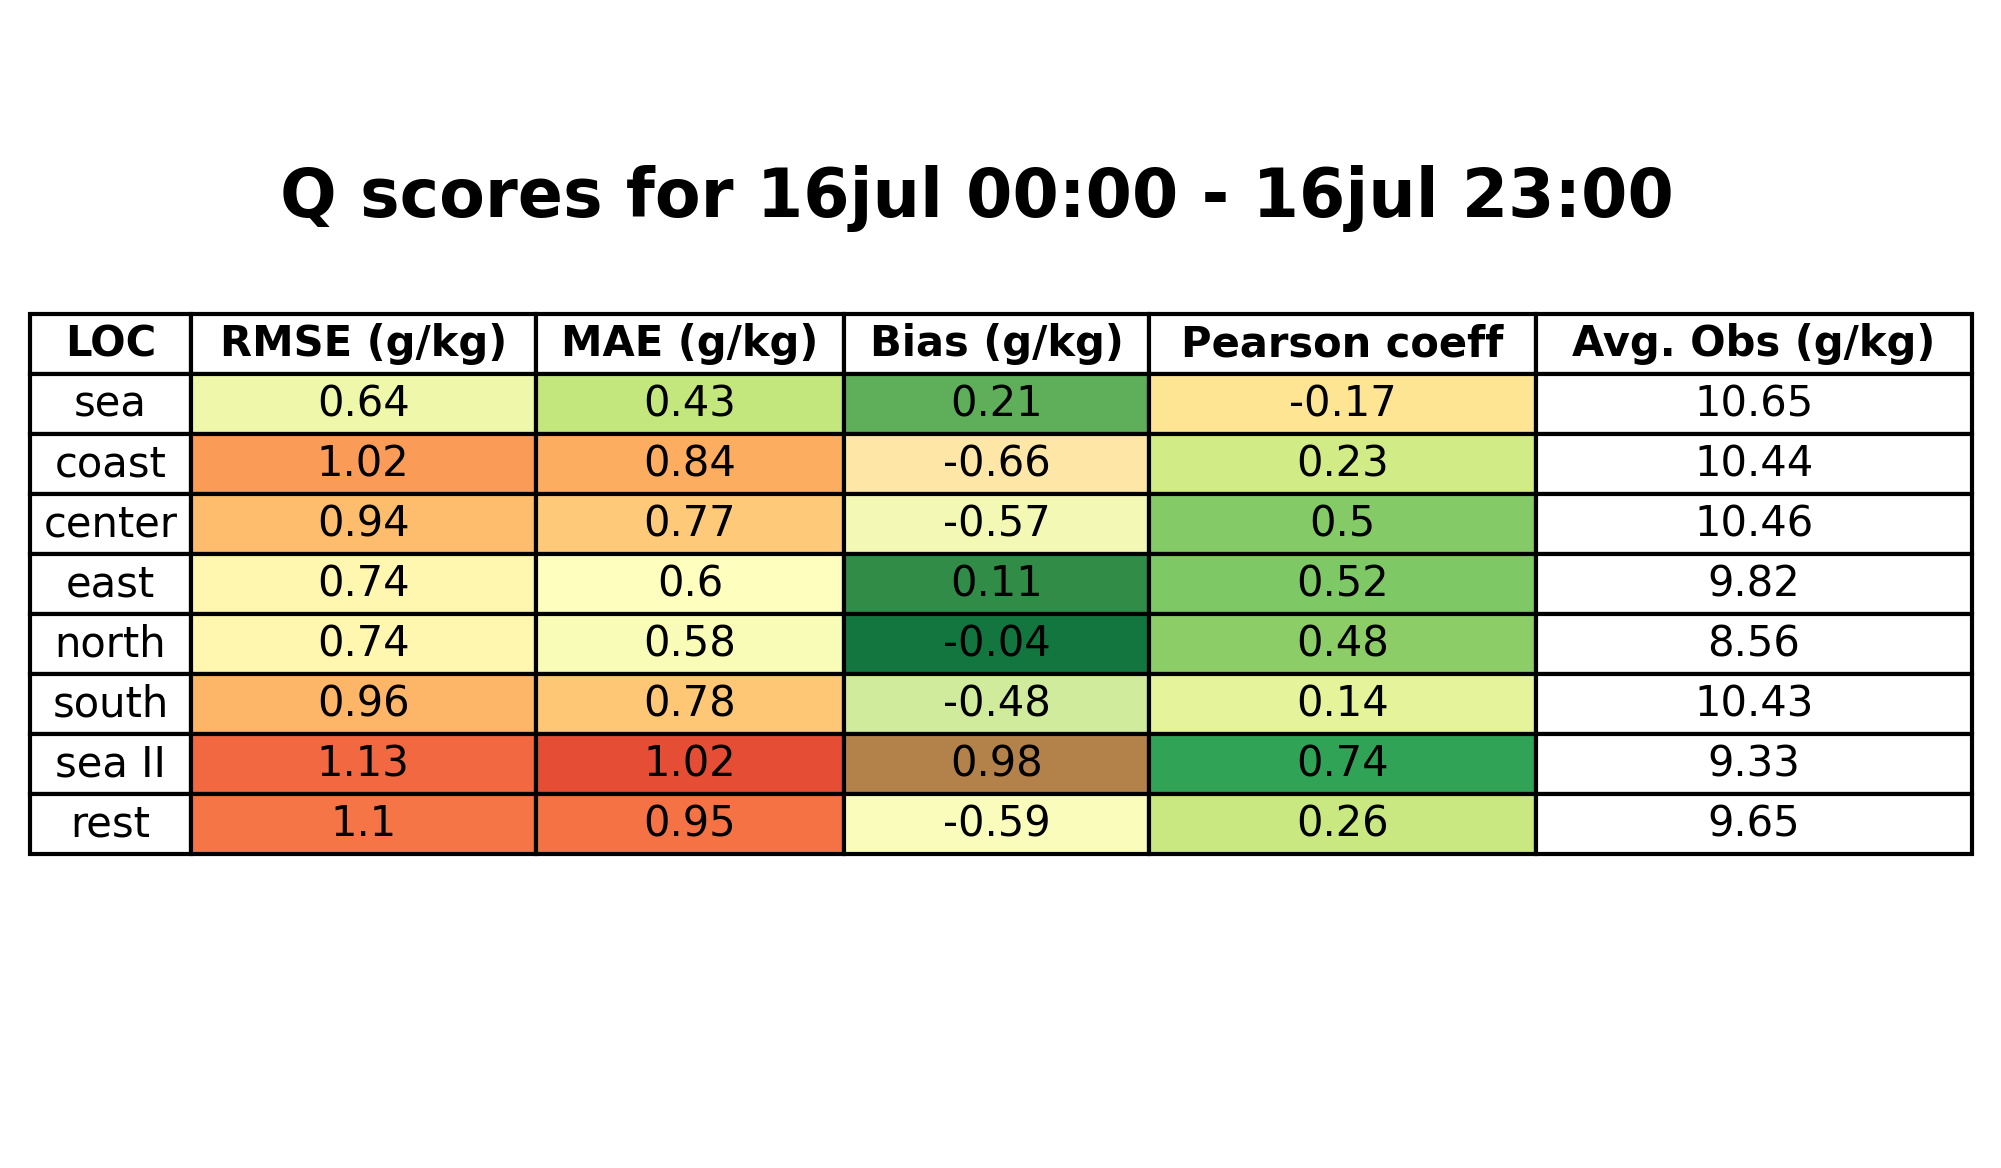 Q scores for 16jul 00:00 - 16jul 23:00
LOC RMSE (g/kg) MAE (g/kg) Bias (g/kg) Pearson coeff Avg. Obs (g/kg)
sea 0.64 0.43 0.21 -0.17 10.65
coast 1.02 0.84 -0.66 0.23 10.44
center 0.94 0.77 -0.57 0.5 10.46
east 0.74 0.6 0.11 0.52 9.82
north 0.74 0.58 -0.04 0.48 8.56
south 0.96 0.78 -0.48 0.14 10.43
sea II 1.13 1.02 0.98 0.74 9.33
rest 1.1 0.95 -0.59 0.26 9.65